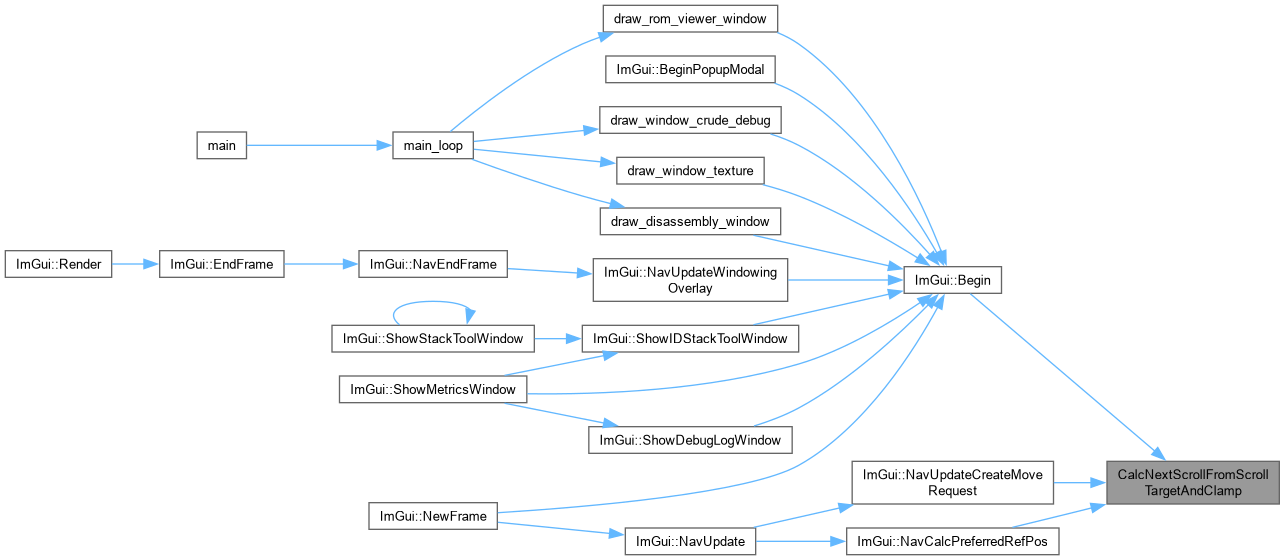 draw_rom_viewer_window
ImGui::BeginPopupModal
draw_window_crude_debug
main
main_loop
draw_window_texture
draw_disassembly_window
ImGui::Render
ImGui::EndFrame
ImGui::NavEndFrame
ImGui::NavUpdateWindowing
Overlay
ImGui::Begin
ImGui::ShowStackToolWindow
ImGui::ShowIDStackToolWindow
ImGui::ShowMetricsWindow
ImGui::ShowDebugLogWindow
ImGui::NavUpdateCreateMove
Request
CalcNextScrollFromScroll
TargetAndClamp
ImGui::NewFrame
ImGui::NavUpdate
ImGui::NavCalcPreferredRefPos